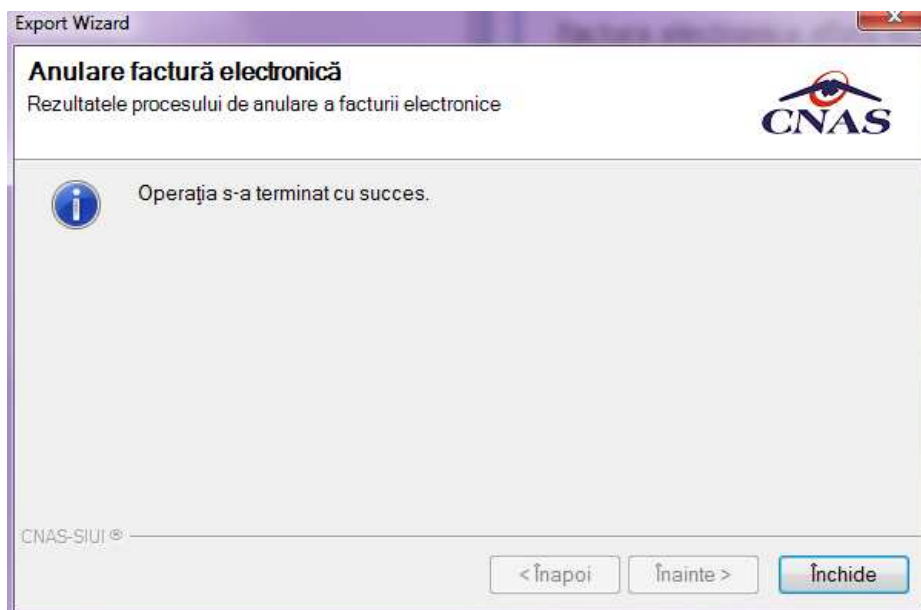 Export Wizard
Anulare factură electronică
Rezultatele procesului de anulare a facturii electronice
CNAS
Operaţia s-a terminat cu succes.
CNAS-SIUI ®
< Înapoi
Înainte >
Închide